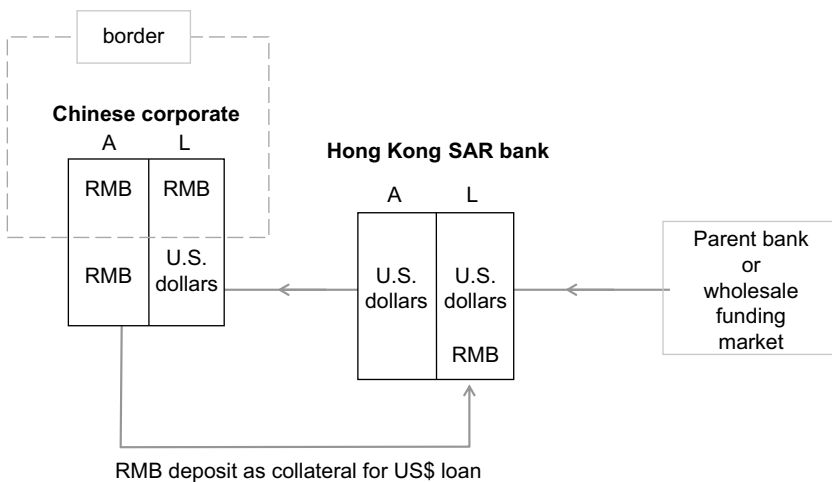 border
Chinese corporate
A L
RMB RMB
RMB U.S.
dollars
Hong Kong SAR bank
A L
U.S.
dollars
U.S.
dollars
RMB
Parent bank
or
wholesale
funding
market
RMB deposit as collateral for US$ loan